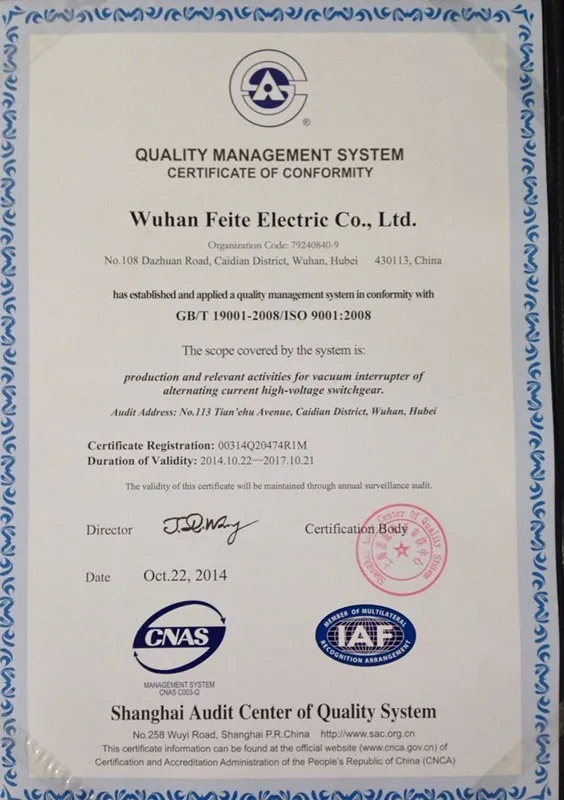 ®
QUALITY MANAGEMENT SYSTEM
CERTIFICATE OF CONFORMITY
Wuhan Feite Electric Co., Ltd.
Organization Code: 79240840-9
No.108 Dazhuan Road, Caidian District, Wuhan, Hubei 430113, China
has established and applied a quality management system in conformity with
GB/T 19001-2008/ISO 9001:2008
The scope covered by the system is:
production and relevant activities for vacuum interrupter of
alternating current high-voltage switchgear.
Audit Address: No.113 Tian'ehu Avenue, Caidian District, Wuhan, Hubei
Certificate Registration: 00314Q20474R1M
Duration of Validity: 2014.10.22—2017.10.21
The validity of this certificate will be maintained through annual surveillance audit.
Director J.D.Wang Certification Body
Shanghai Audit Center Of Quality System
Date Oct.22, 2014
CNAS
MANAGEMENT SYSTEM
CNAS C003-Q
MEMBER OF MULTILATERAL
IAF
RECOGNITION ARRANGEMENT
Shanghai Audit Center of Quality System
No.258 Wuyi Road, Shanghai P.R.China http://www.sac.org.cn
This certificate information can be found at the official website (www.cnca.gov.cn) of
Certification and Accreditation Administration of the People's Republic of China (CNCA)